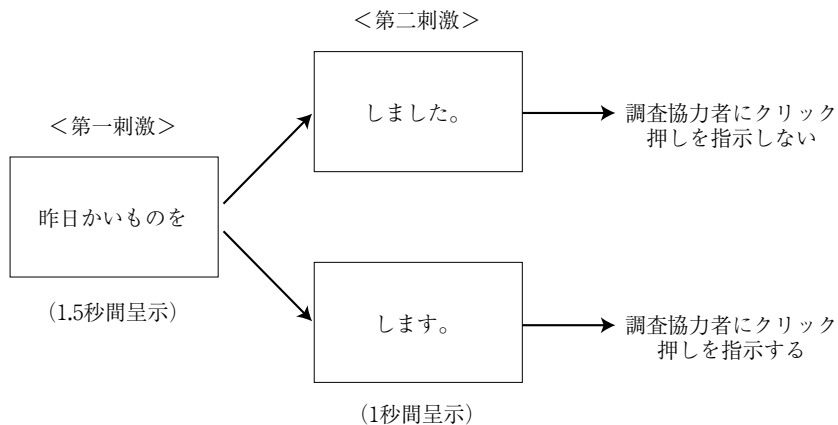 ＜第二刺激＞
しました。
調査協力者にクリック
押しを指示しない
＜第一刺激＞
昨日かいものを
（1.5秒間呈示）
します。
調査協力者にクリック
押しを指示する
（1秒間呈示）